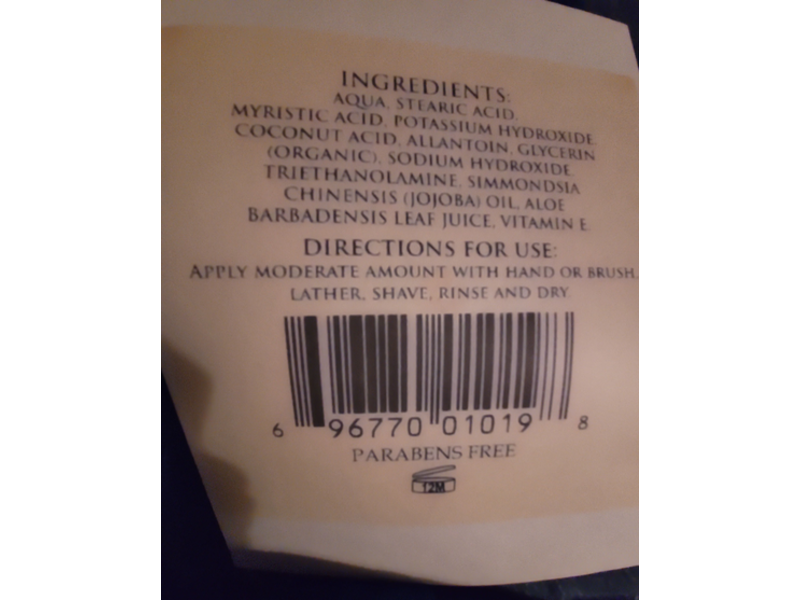 INGREDIENTS:
AQUA, STEARIC ACID,
MYRISTIC ACID, POTASSIUM HYDROXIDE,
COCONUT ACID, ALLANTOIN, GLYCERIN
(ORGANIC), SODIUM HYDROXIDE,
TRIETHANOLAMINE, SIMMONDSIA
CHINENSIS (JOJOBA) OIL, ALOE
BARBADENSIS LEAF JUICE, VITAMIN E.
DIRECTIONS FOR USE:
APPLY MODERATE AMOUNT WITH HAND OR BRUSH.
LATHER, SHAVE, RINSE AND DRY.
6 96770 01019 8
PARABENS FREE
12M